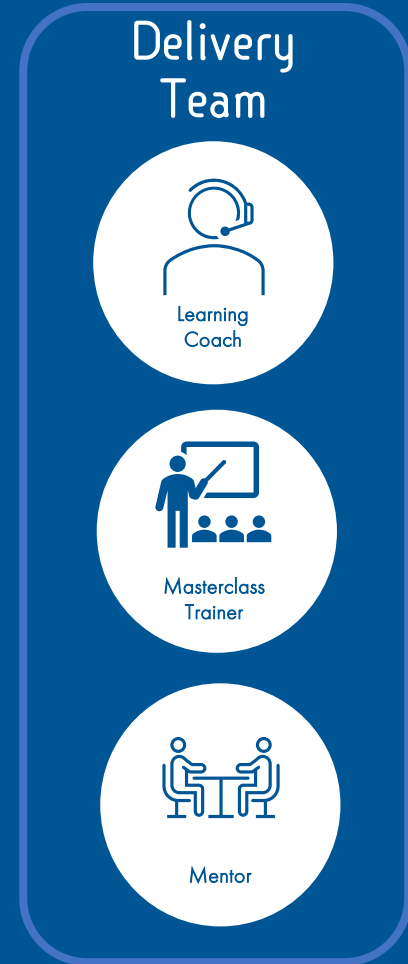 Delivery
Team
Learning
Coach
Masterclass
Trainer
Mentor